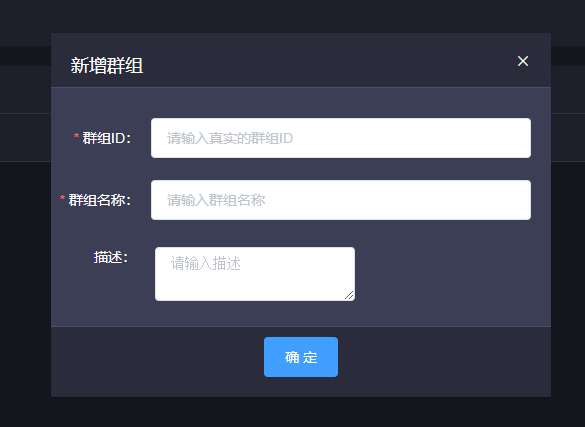 新增群组
* 群组ID:
请输入真实的群组ID
* 群组名称:
请输入群组名称
描述:
请输入描述
确 定